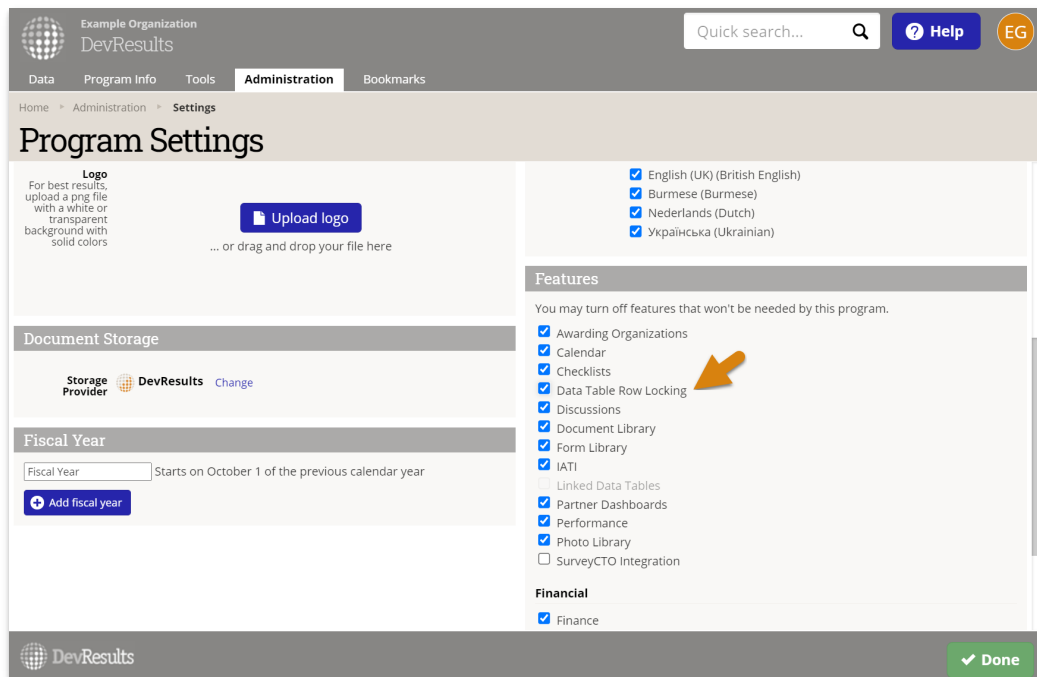 Example Organization
DevResults
Quick search...
Help
EG
Data
Program Info
Tools
Administration
Bookmarks
Home
Administration
Settings
Program Settings
Logo
For best results,
upload a png file
with a white or
transparent
background with
solid colors
Upload logo
... or drag and drop your file here
Document Storage
Storage
Provider
DevResults
Change
Fiscal Year
Fiscal Year
Starts on October 1 of the previous calendar year
Add fiscal year
English (UK) (British English)
Burmese (Burmese)
Nederlands (Dutch)
Українська (Ukrainian)
Features
You may turn off features that won't be needed by this program.
Awarding Organizations
Calendar
Checklists
Data Table Row Locking
Discussions
Document Library
Form Library
IATI
Linked Data Tables
Partner Dashboards
Performance
Photo Library
SurveyCTO Integration
Financial
Finance
DevResults
Done